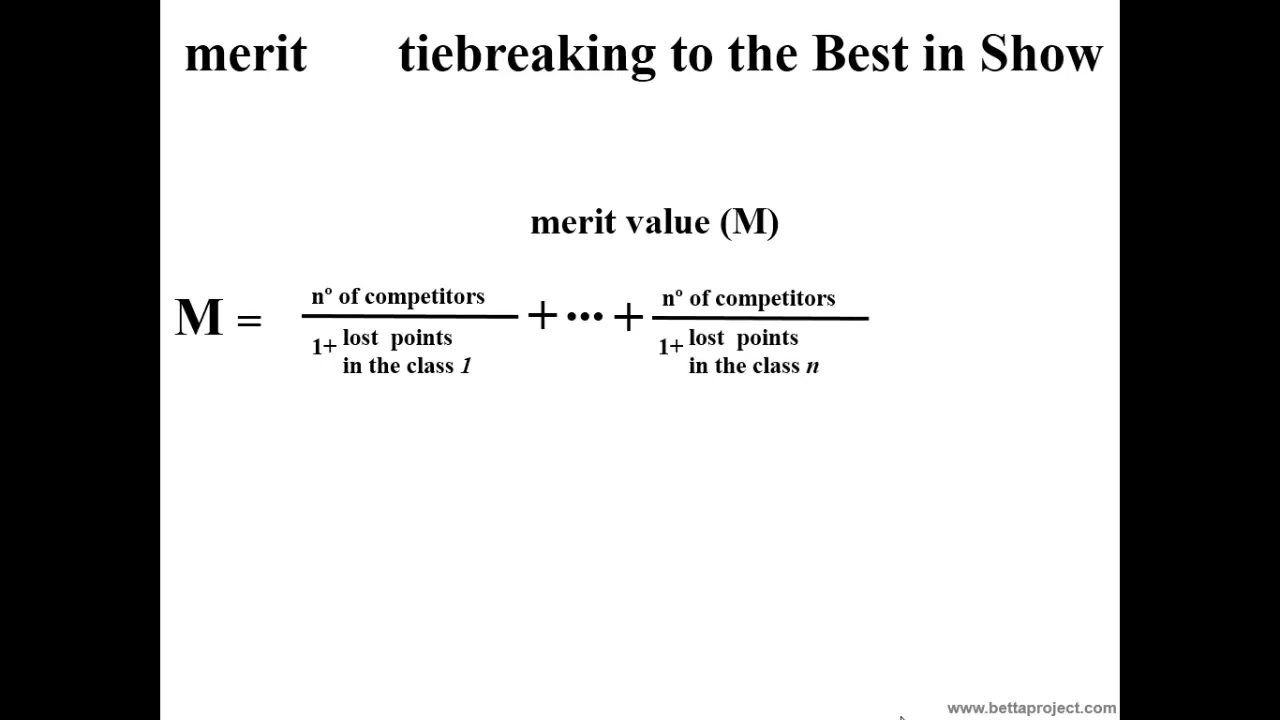 merit tiebreaking to the Best in Show
merit value (M)
M = nº of competitors + ··· + nº of competitors
1+ lost points 1+ lost points
in the class 1 in the class n
www.bettaproject.com